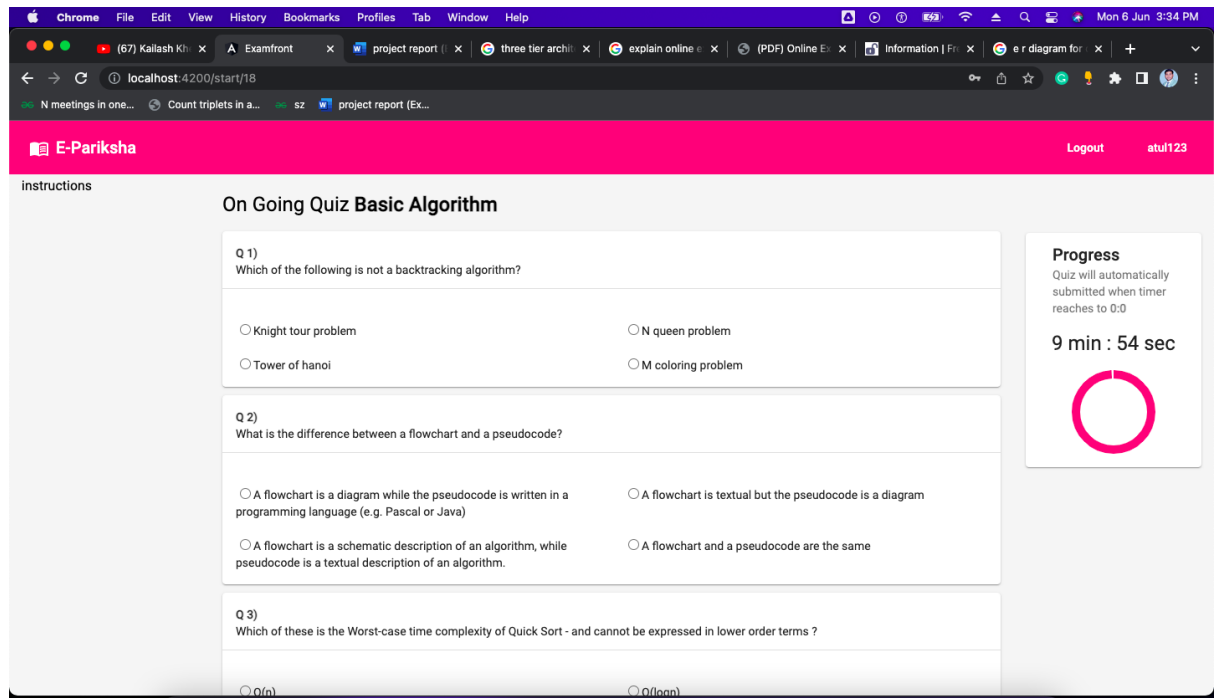 Chrome File Edit View History Bookmarks Profiles Tab Window Help Mon 6 Jun 3:34 PM
(67) Kailash Kh Examfront project report ( three tier archit explain online e (PDF) Online Ex Information | Fr e r diagram for
localhost:4200/start/18
N meetings in one... Count triplets in a... sz project report (Ex...
E-Pariksha Logout atul123
instructions
On Going Quiz Basic Algorithm
Q 1)
Which of the following is not a backtracking algorithm?
Knight tour problem N queen problem
Tower of hanoi M coloring problem
Q 2)
What is the difference between a flowchart and a pseudocode?
A flowchart is a diagram while the pseudocode is written in a
programming language (e.g. Pascal or Java)
A flowchart is textual but the pseudocode is a diagram
A flowchart is a schematic description of an algorithm, while
pseudocode is a textual description of an algorithm.
A flowchart and a pseudocode are the same
Q 3)
Which of these is the Worst-case time complexity of Quick Sort - and cannot be expressed in lower order terms ?
O(n) O(logn)
Progress
Quiz will automatically
submitted when timer
reaches to 0:0
9 min : 54 sec